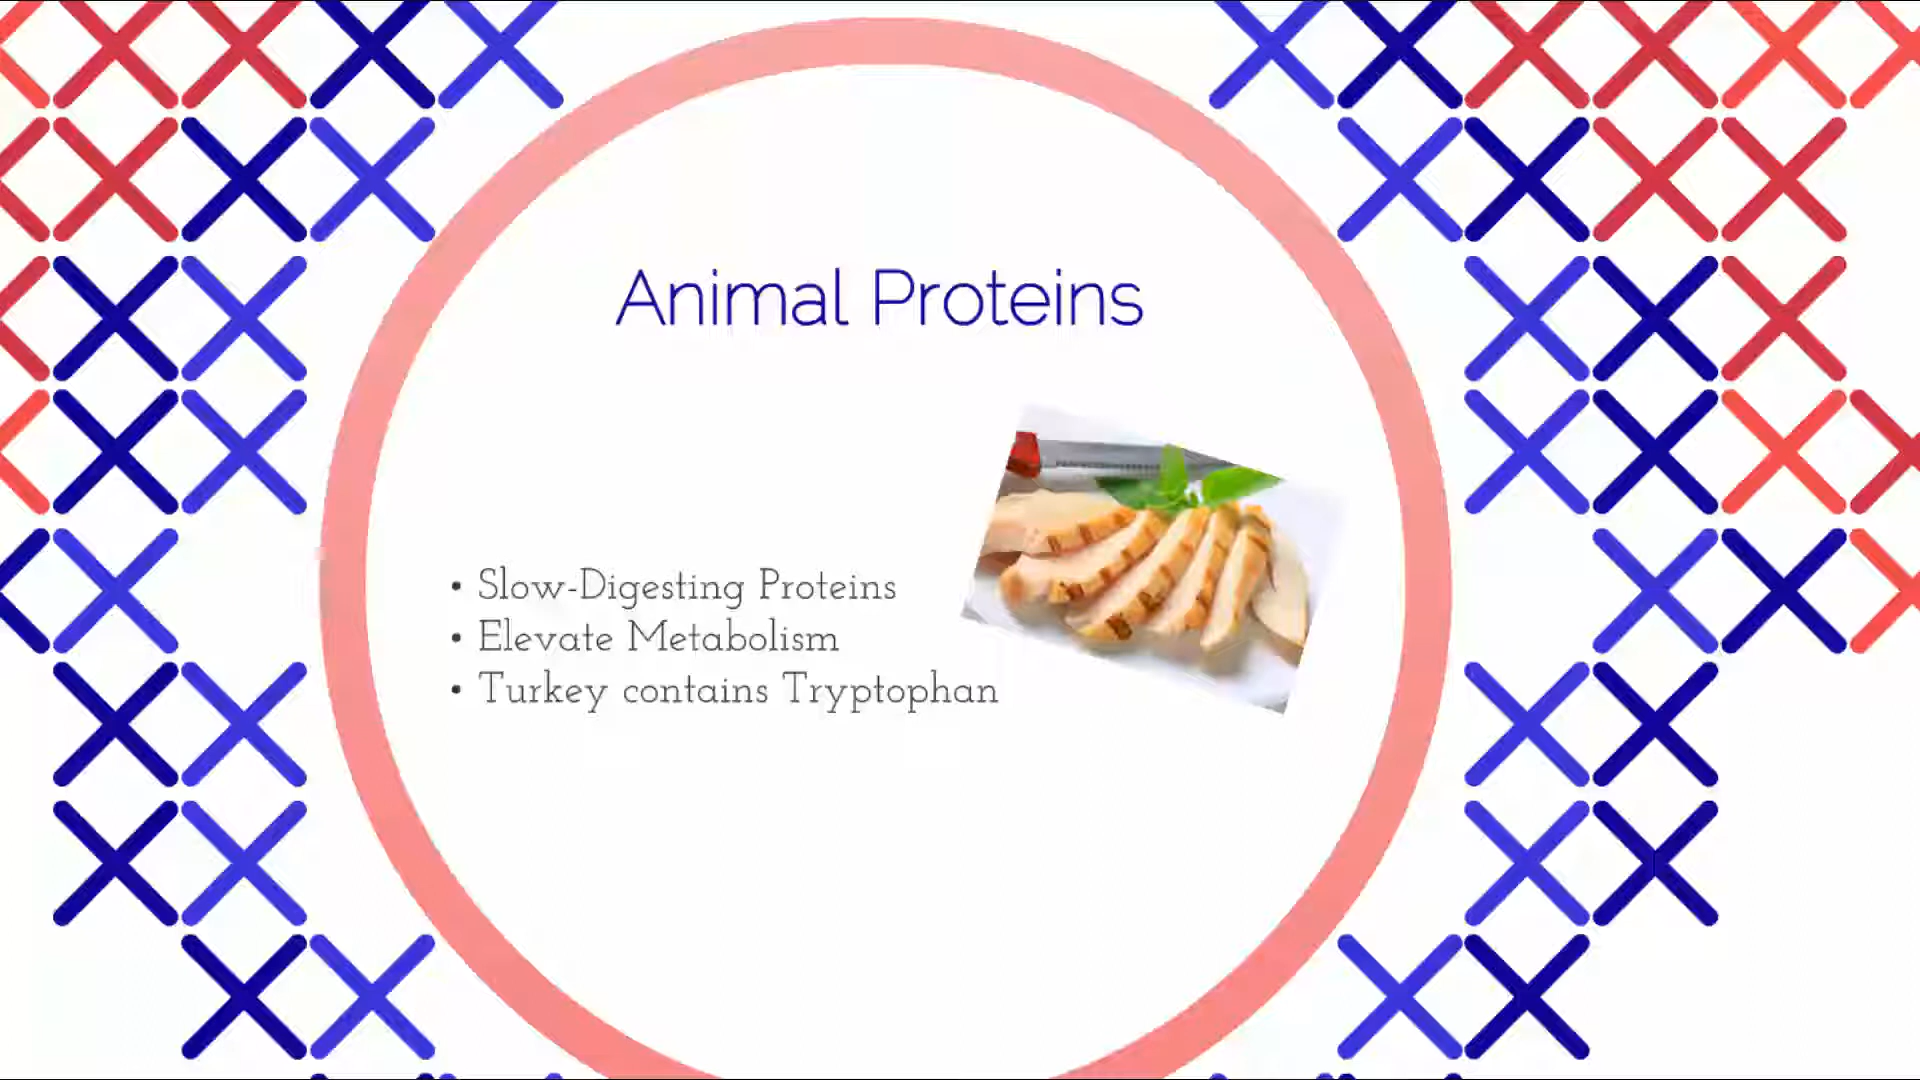 Animal Proteins
• Slow-Digesting Proteins
• Elevate Metabolism
• Turkey contains Tryptophan